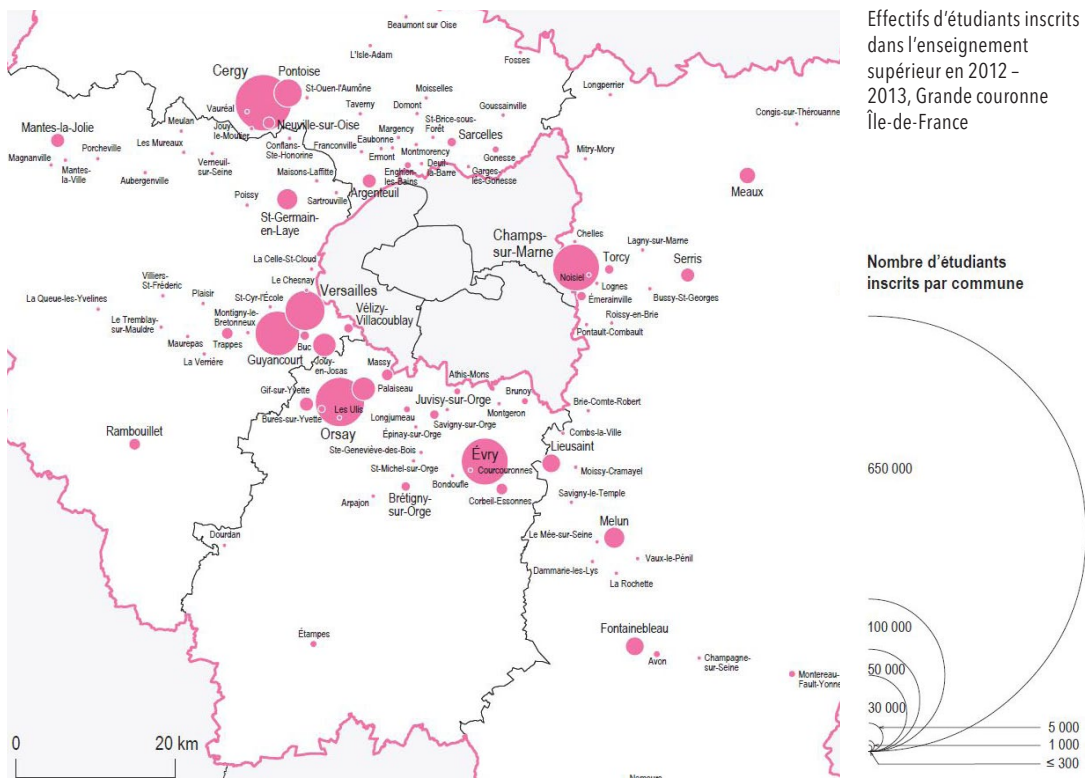 Effectifs d'étudiants inscrits
dans l'enseignement
supérieur en 2012 –
2013, Grande couronne
Île-de-France
Nombre d'étudiants
inscrits par commune
650 000
100 000
50 000
30 000
5 000
1 000
≤ 300
Beaumont sur Oise
L'Isle-Adam
Fosses
Cergy
Pontoise
St-Ouen-l'Aumône
Moisselles
Longperrier
Vauréal
Taverny
Domont
Goussainville
Congis-sur-Thérouanne
Jouy-
le-Moutier
Neuville-sur-Oise
Margency
St-Brice-sous-
Forêt
Sarcelles
Mantes-la-Jolie
Meulan
Conflans-
Ste-Honorine
Franconville
Eaubonne
Ermont
Montmorency
Magnanville
Mantes-
la-Ville
Porcheville
Les Mureaux
Verneuil-
sur-Seine
Aubergenville
Maisons-Laffitte
Enghien-
les-Bains
Deuil-
la-Barre
Gonesse
Garges-
lès-Gonesse
Mitry-Mory
Meaux
Poissy
Sartrouville
Argenteuil
St-Germain-
en-Laye
Champs-
sur-Marne
Chelles
Lagny-sur-Marne
Noisiel
Torcy
Serris
Lognes
Émerainville
Bussy-St-Georges
Roissy-en-Brie
Pontault-Combault
La Celle-St-Cloud
Le Chesnay
Villiers-
St-Fréderic
La Queue-les-Yvelines
Plaisir
St-Cyr-l'École
Versailles
Montigny-le-
Bretonneux
Vélizy-
Villacoublay
Le Tremblay-
sur-Mauldre
Maurepas
Trappes
La Verrière
Guyancourt
Buc
Jouy-
en-Josas
Massy
Athis-Mons
Gif-sur-Yvette
Palaiseau
Brunoy
Les Ulis
Juvisy-sur-Orge
Montgeron
Brie-Comte-Robert
Bures-sur-Yvette
Longjumeau
Savigny-sur-Orge
Orsay
Épinay-sur-Orge
Combs-la-Ville
Rambouillet
Ste-Geneviève-des-Bois
Évry
Lieusaint
St-Michel-sur-Orge
Courcouronnes
Moissy-Cramayel
Bondoufle
Brétigny-
sur-Orge
Corbeil-Essonnes
Savigny-le-Temple
Arpajon
Dourdan
Melun
Le Mée-sur-Seine
Vaux-le-Pénil
Dammarie-les-Lys
La Rochette
Étampes
Fontainebleau
Avon
Champagne-
sur-Seine
Montereau-
Fault-Yonne
0
20 km